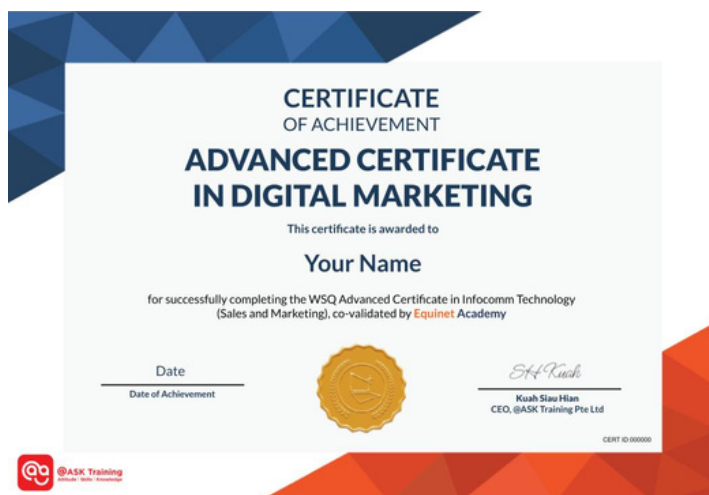 CERTIFICATE
OF ACHIEVEMENT
ADVANCED CERTIFICATE
IN DIGITAL MARKETING
This certificate is awarded to
Your Name
for successfully completing the WSQ Advanced Certificate in Infocomm Technology
(Sales and Marketing), co-validated by Equinet Academy
Date
Date of Achievement
SH Kuah
Kuah Siau Hian
CEO, @ASK Training Pte Ltd
CERT ID:000000
@ASK Training
Attitude | Skills | Knowledge